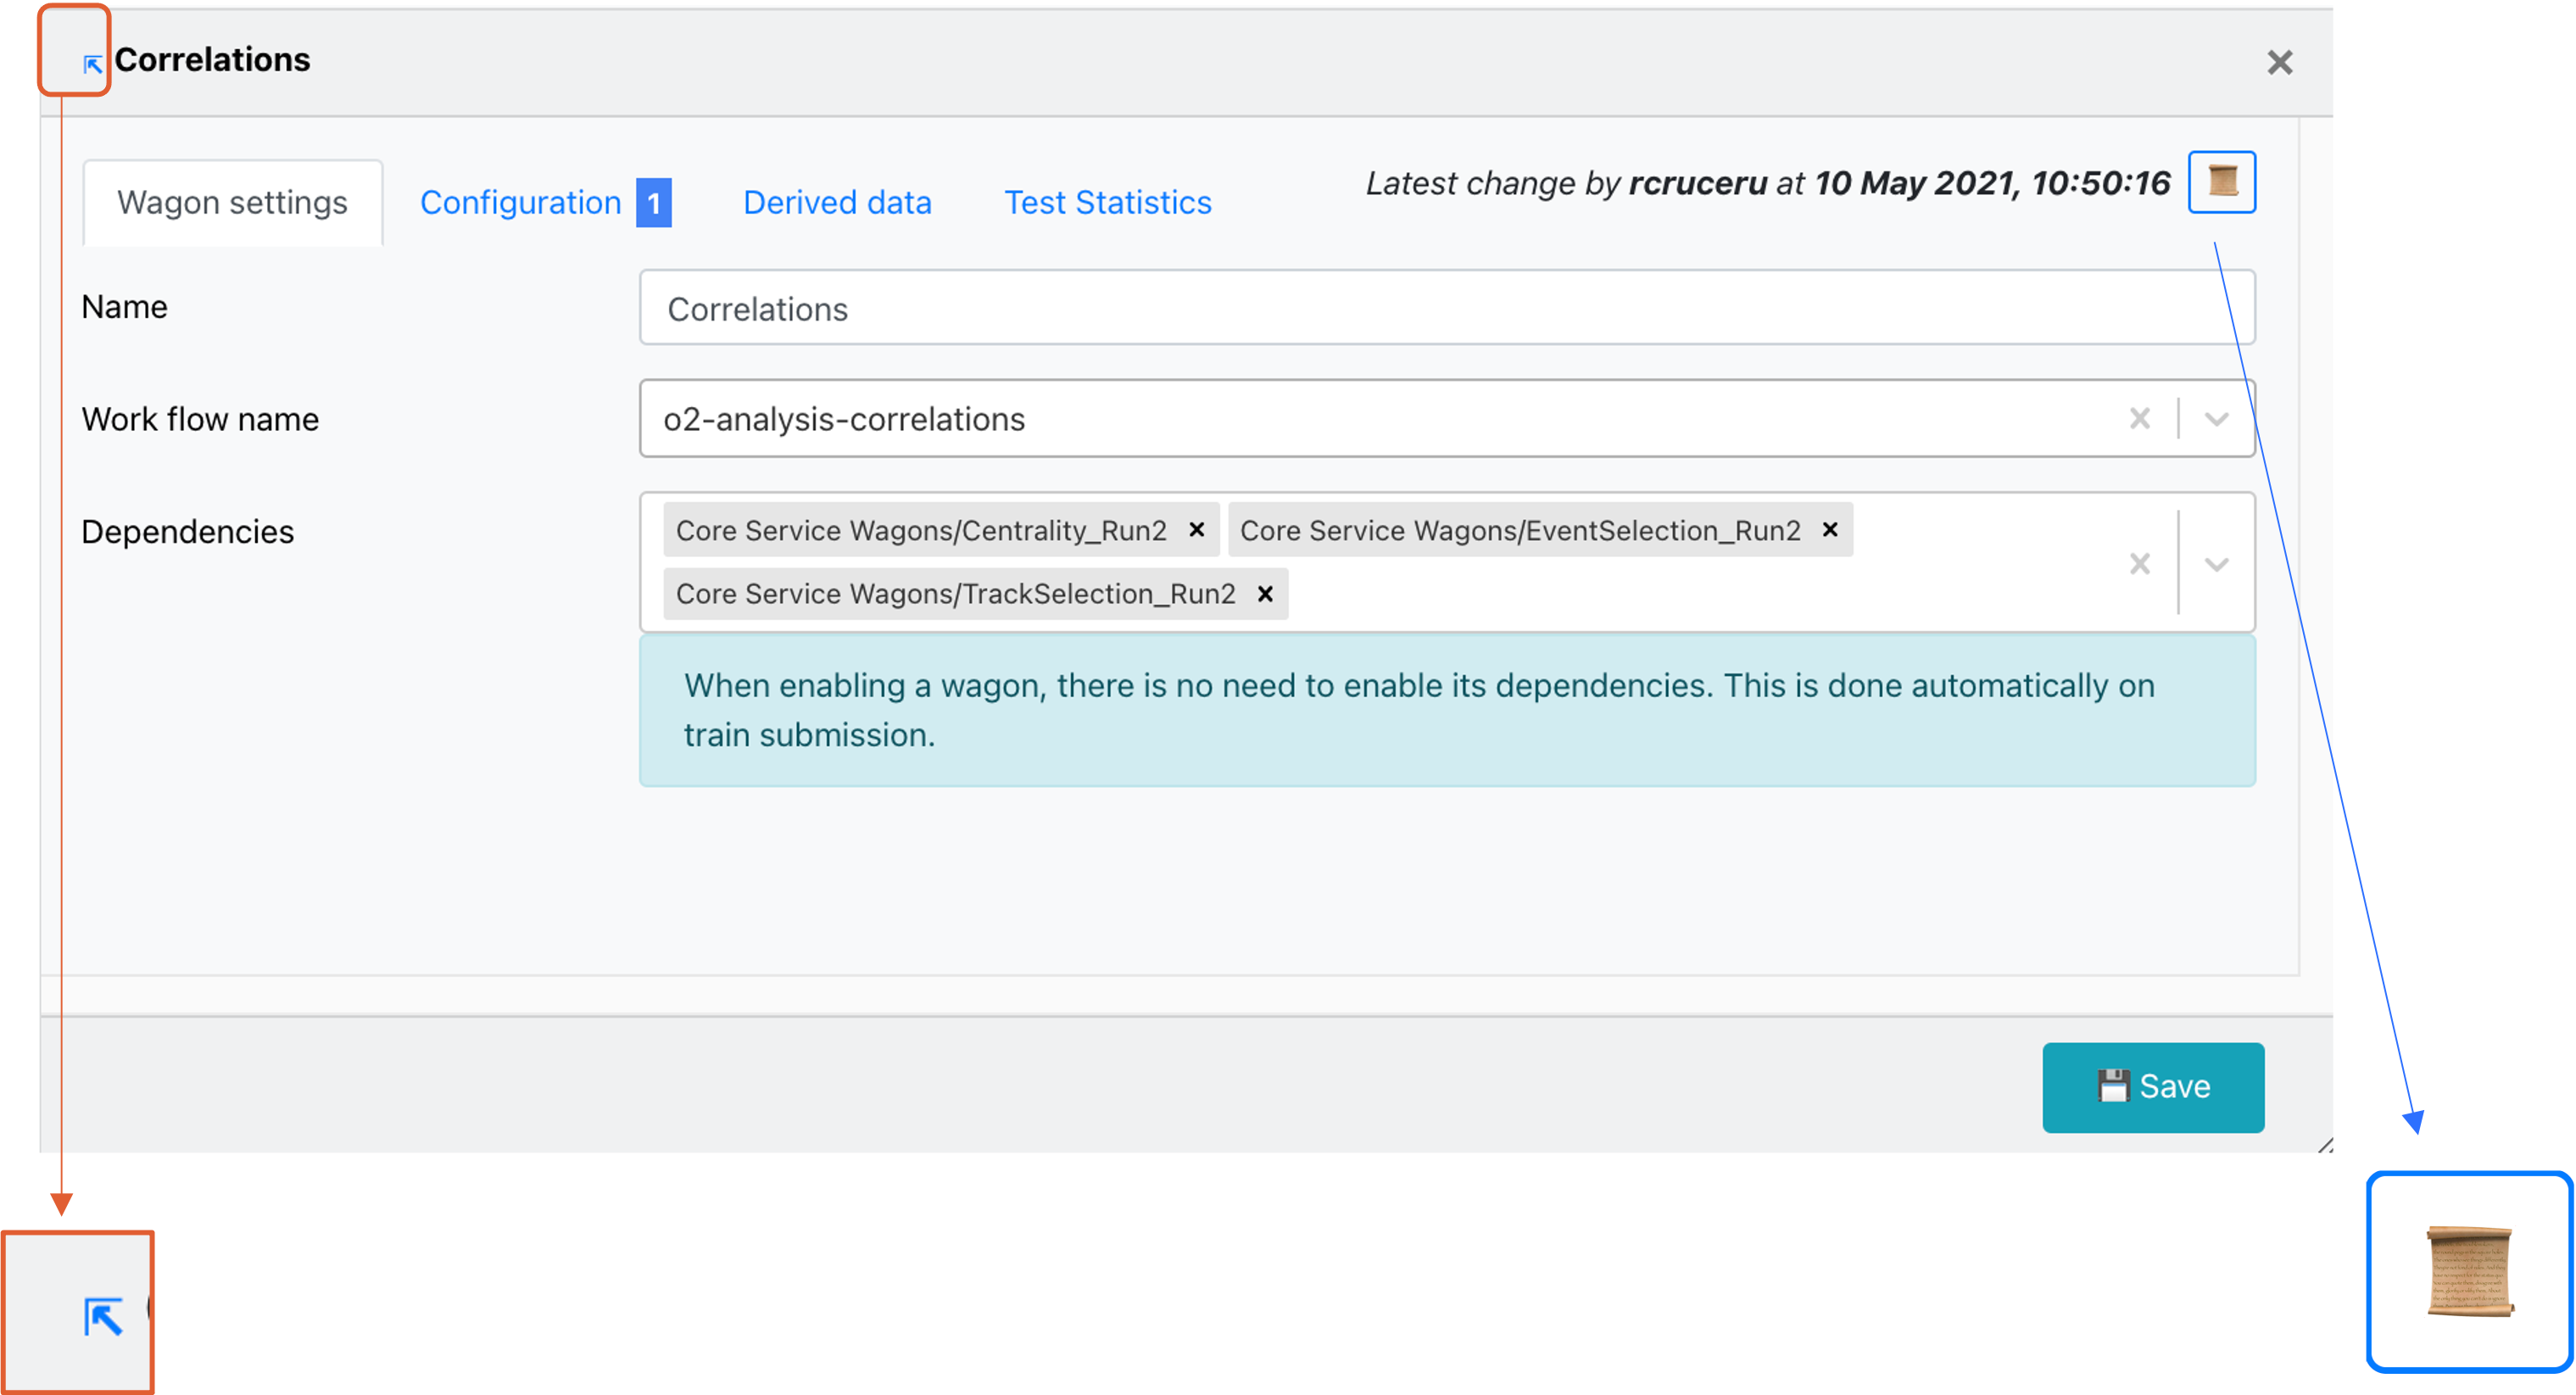 Correlations
Wagon settings
Configuration 1
Derived data
Test Statistics
Latest change by rcruceru at 10 May 2021, 10:50:16
Name
Correlations
Work flow name
o2-analysis-correlations
Dependencies
Core Service Wagons/Centrality_Run2
Core Service Wagons/EventSelection_Run2
Core Service Wagons/TrackSelection_Run2
When enabling a wagon, there is no need to enable its dependencies. This is done automatically on
train submission.
Save